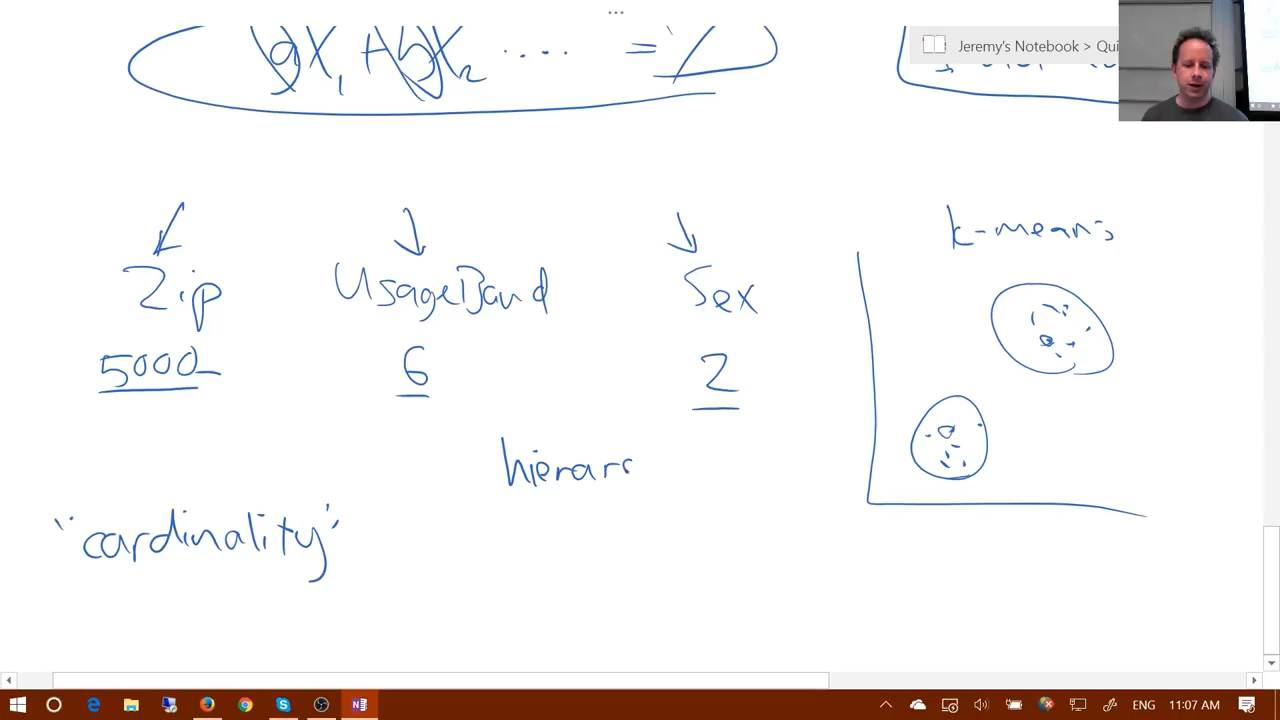 Jeremy's Notebook > Qui
Zip UsageBand Sex
5000 6 2
k-means
hierarc
"cardinality"
ENG 11:07 AM